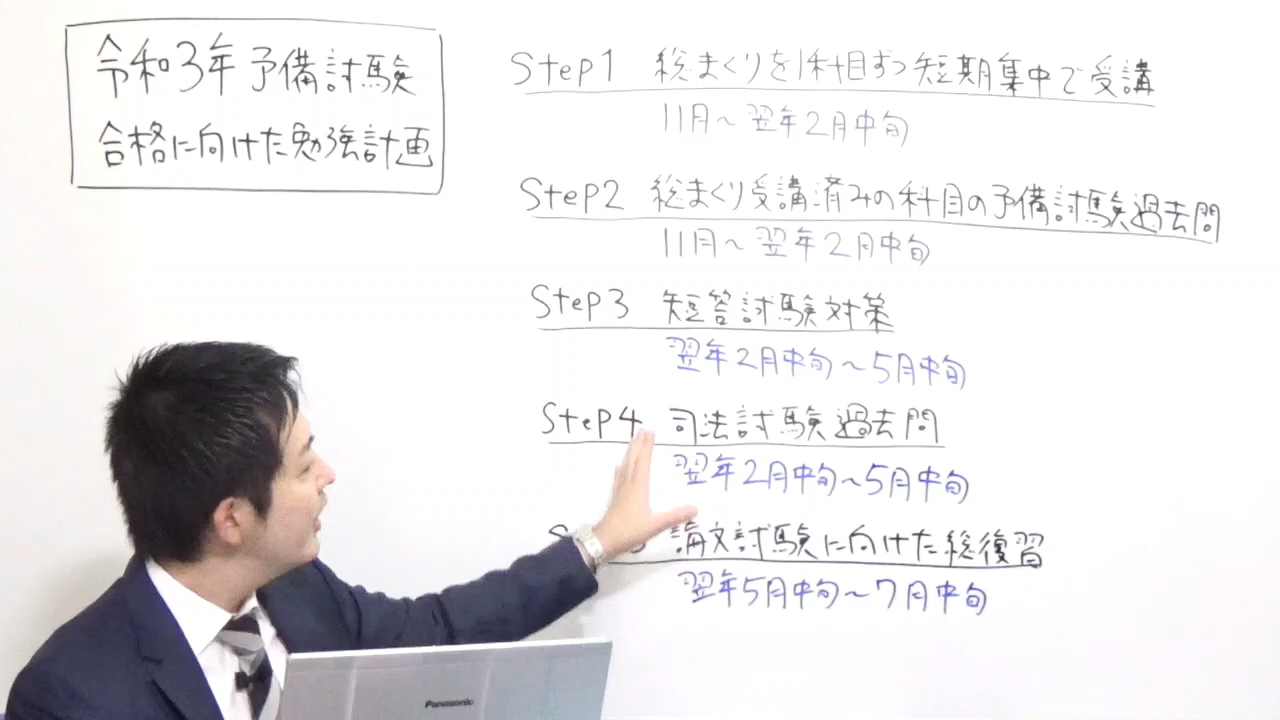 令和3年予備試験
合格に向けた勉強計画
Step1 総まくりを1科目ずつ短期集中で受講
11月～翌年2月中旬
Step2 総まくり受講済みの科目の予備試験過去問
11月～翌年2月中旬
Step3 短答試験対策
翌年2月中旬～5月中旬
Step4 司法試験過去問
翌年2月中旬～5月中旬
論文試験に向けた総復習
翌年5月中旬～7月中旬
Panasonic